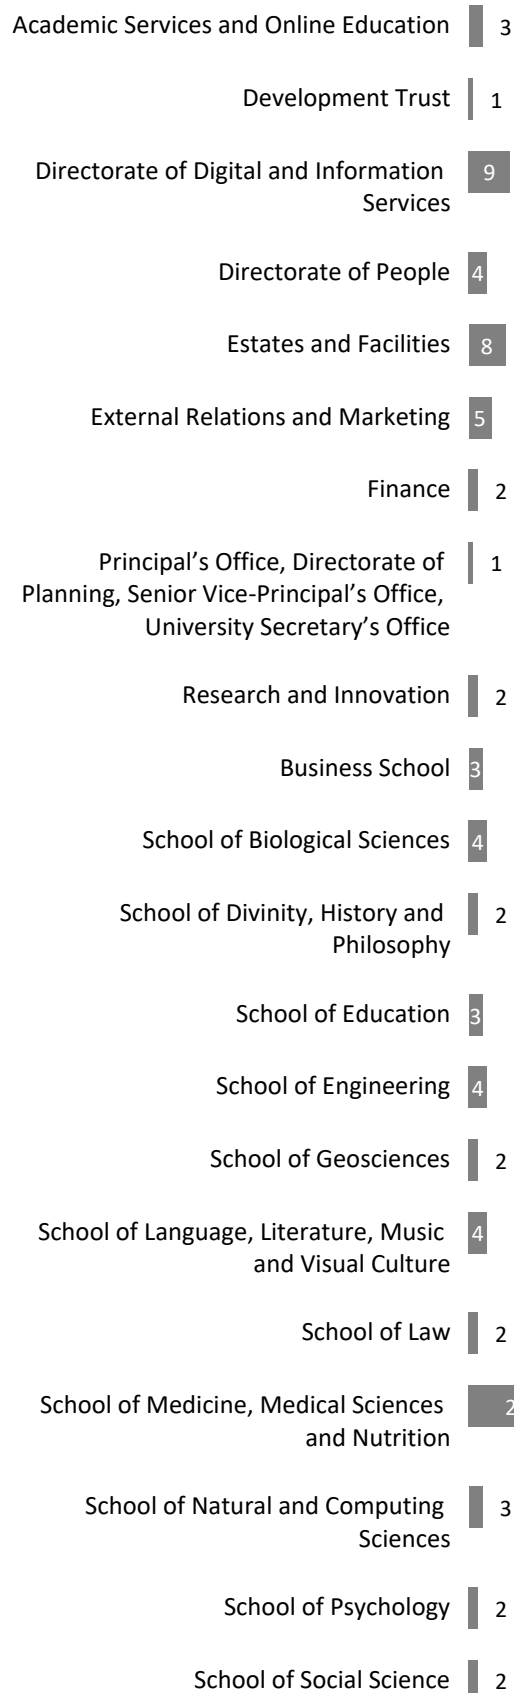 Academic Services and Online Education 3
Development Trust 1
Directorate of Digital and Information 9
Services
Directorate of People 4
Estates and Facilities 8
External Relations and Marketing 5
Finance 2
Principal’s Office, Directorate of 1
Planning, Senior Vice-Principal’s Office,
University Secretary’s Office
Research and Innovation 2
Business School 3
School of Biological Sciences 4
School of Divinity, History and 2
Philosophy
School of Education 3
School of Engineering 4
School of Geosciences 2
School of Language, Literature, Music 4
and Visual Culture
School of Law 2
School of Medicine, Medical Sciences
and Nutrition
School of Natural and Computing 3
Sciences
School of Psychology 2
School of Social Science 2